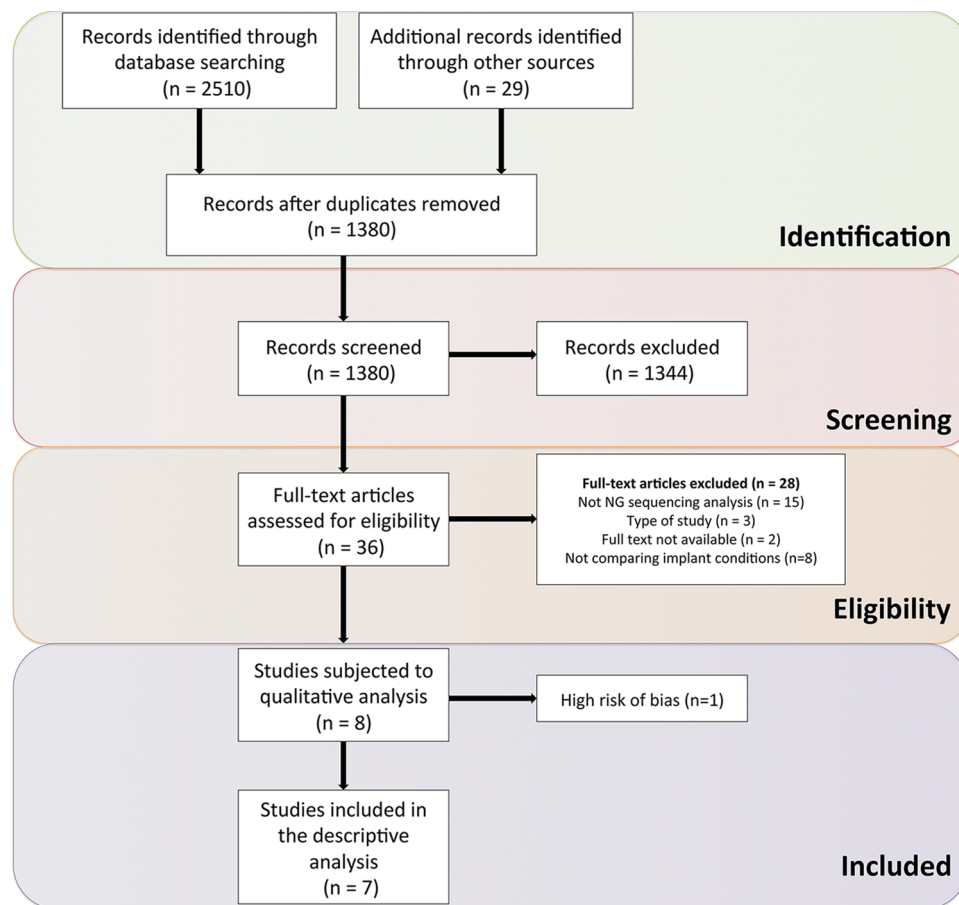 Records identified through
database searching
(n = 2510)
Additional records identified
through other sources
(n = 29)
Records after duplicates removed
(n = 1380)
Identification
Records screened
(n = 1380)
Records excluded
(n = 1344)
Screening
Full-text articles
assessed for eligibility
(n = 36)
Full-text articles excluded (n = 28)
Not NG sequencing analysis (n = 15)
Type of study (n = 3)
Full text not available (n = 2)
Not comparing implant conditions (n=8)
Eligibility
Studies subjected to
qualitative analysis
(n = 8)
High risk of bias (n=1)
Studies included in
the descriptive
analysis
(n = 7)
Included